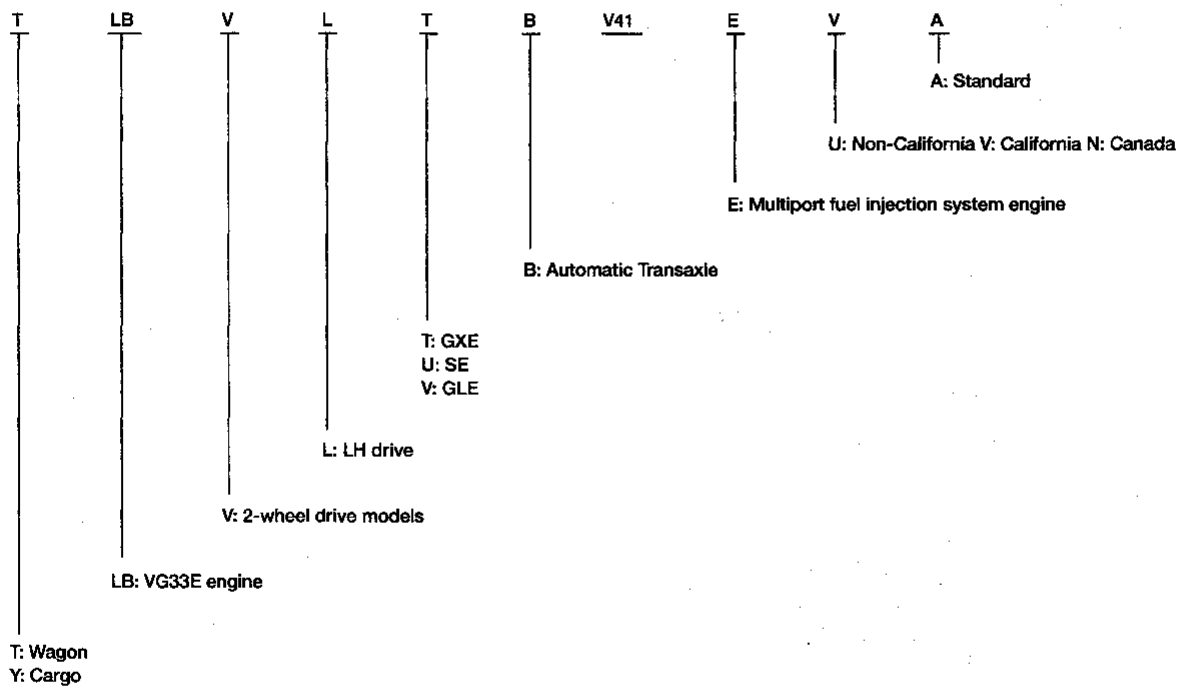 T LB V L T B V41 E V A
A: Standard
U: Non-California V: California N: Canada
E: Multiport fuel injection system engine
B: Automatic Transaxle
T: GXE
U: SE
V: GLE
L: LH drive
V: 2-wheel drive models
LB: VG33E engine
T: Wagon
Y: Cargo